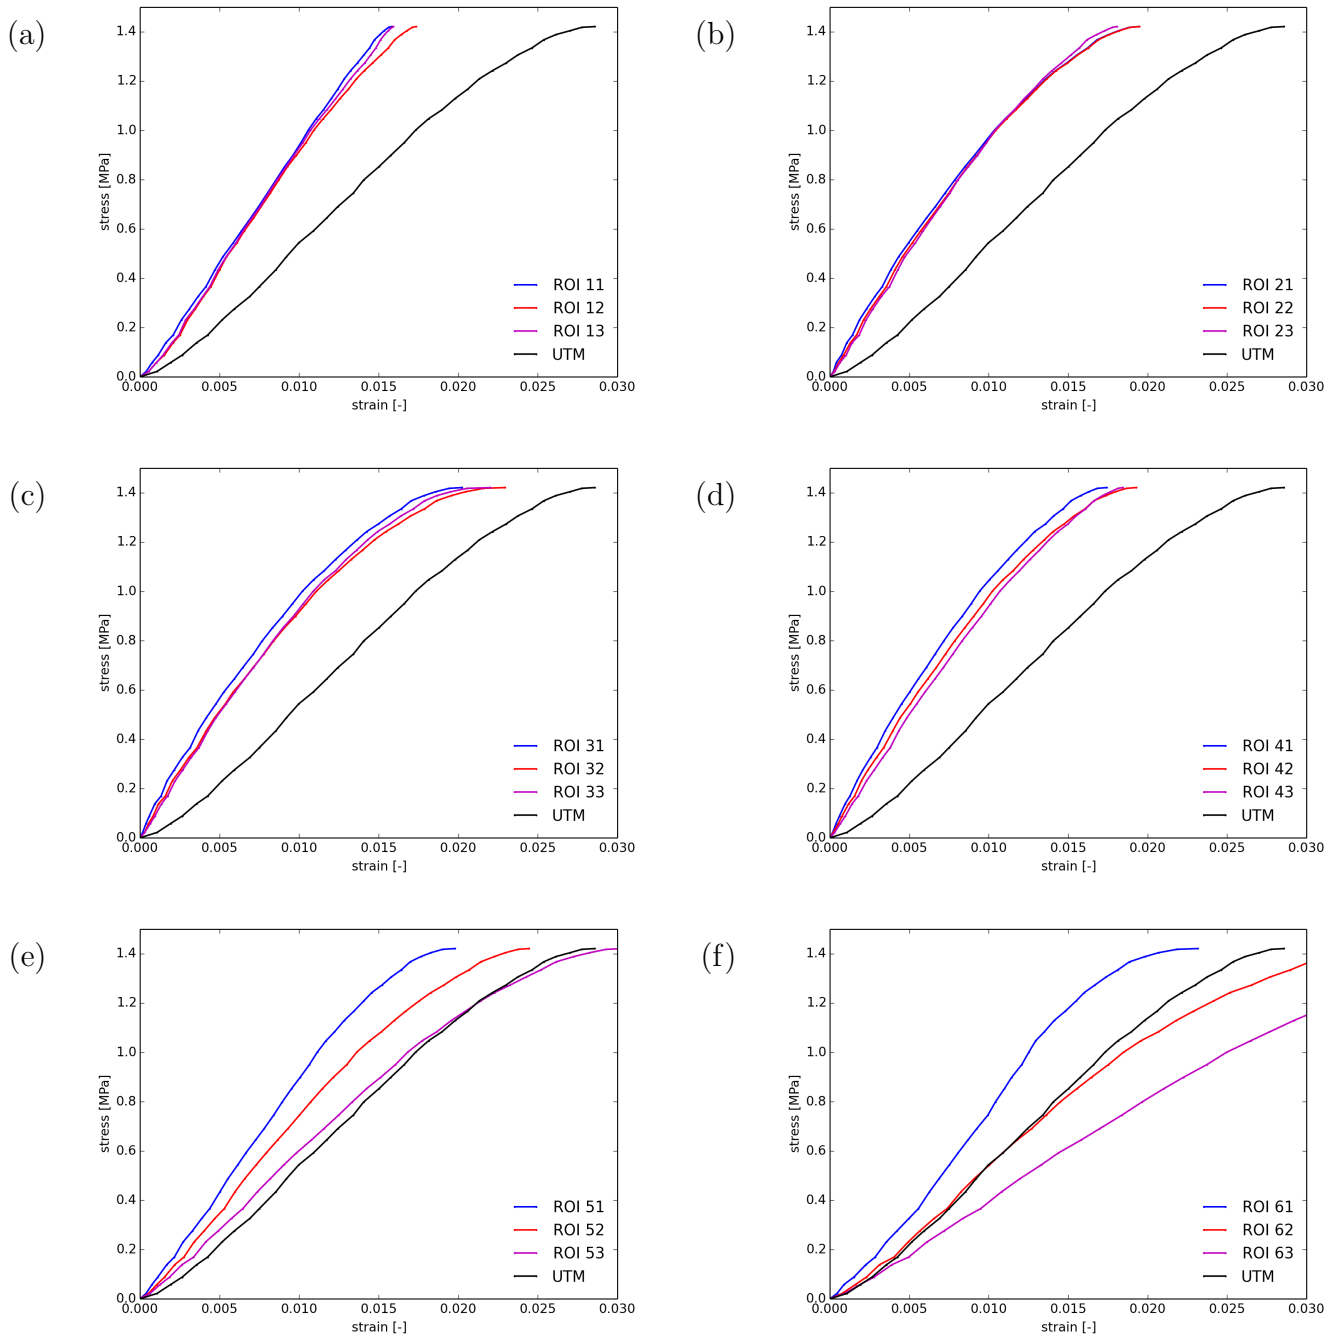 (a)
1.4
1.2
1.0
0.8
0.6
0.4
0.2
0.0
stress [MPa]
0.000 0.005 0.010 0.015 0.020 0.025 0.030
strain [-]
ROI 11
ROI 12
ROI 13
UTM
(b)
1.4
1.2
1.0
0.8
0.6
0.4
0.2
0.0
stress [MPa]
0.000 0.005 0.010 0.015 0.020 0.025 0.030
strain [-]
ROI 21
ROI 22
ROI 23
UTM
(c)
1.4
1.2
1.0
0.8
0.6
0.4
0.2
0.0
stress [MPa]
0.000 0.005 0.010 0.015 0.020 0.025 0.030
strain [-]
ROI 31
ROI 32
ROI 33
UTM
(d)
1.4
1.2
1.0
0.8
0.6
0.4
0.2
0.0
stress [MPa]
0.000 0.005 0.010 0.015 0.020 0.025 0.030
strain [-]
ROI 41
ROI 42
ROI 43
UTM
(e)
1.4
1.2
1.0
0.8
0.6
0.4
0.2
0.0
stress [MPa]
0.000 0.005 0.010 0.015 0.020 0.025 0.030
strain [-]
ROI 51
ROI 52
ROI 53
UTM
(f)
1.4
1.2
1.0
0.8
0.6
0.4
0.2
0.0
stress [MPa]
0.000 0.005 0.010 0.015 0.020 0.025 0.030
strain [-]
ROI 61
ROI 62
ROI 63
UTM